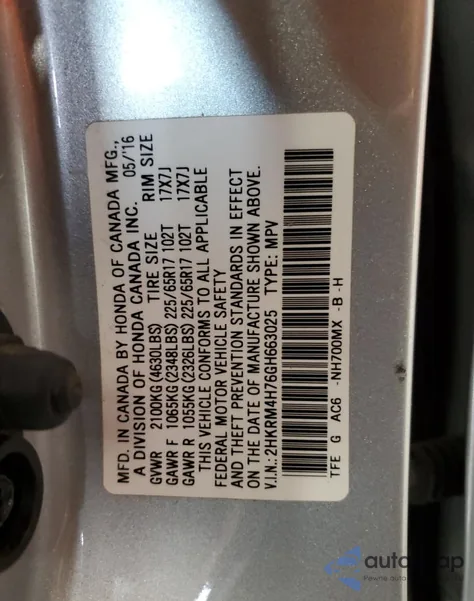 MFD. IN CANADA BY HONDA OF CANADA MFG.,
A DIVISION OF HONDA CANADA INC. 05/'16
GVWR 2100KG(4630LBS) TIRE SIZE RIM SIZE
GAWR F 1065KG(2348LBS)225/65R17 102T 17X7J
GAWR R 1055KG(2326LBS)225/65R17 102T 17X7J
THIS VEHICLE CONFORMS TO ALL APPLICABLE
FEDERAL MOTOR VEHICLE SAFETY
AND THEFT PREVENTION STANDARDS IN EFFECT
ON THE DATE OF MANUFACTURE SHOWN ABOVE.
V.I.N.: 2HKRM4H76GH663025 TYPE: MPV
TFE G AC6 -NH700MX -B -H